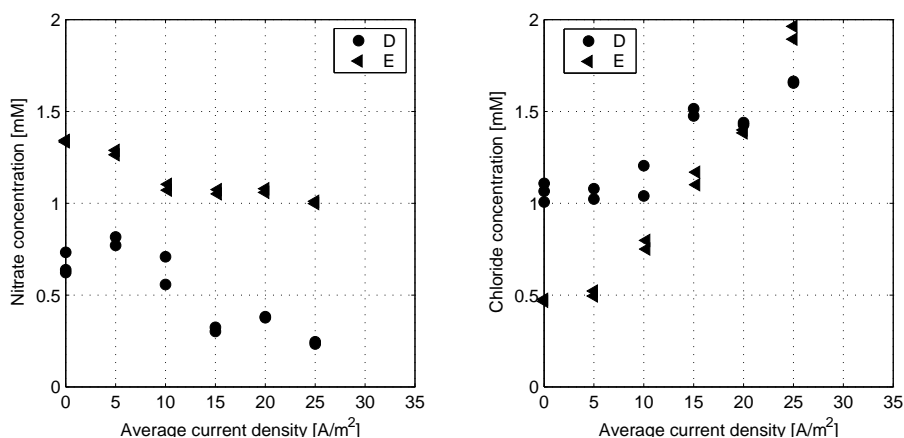 Nitrate concentration [mM]
2
1.5
1
0.5
0
0 5 10 15 20 25 30 35
Average current density [A/m²]
D
E
Chloride concentration [mM]
2
1.5
1
0.5
0
0 5 10 15 20 25 30 35
Average current density [A/m²]
D
E